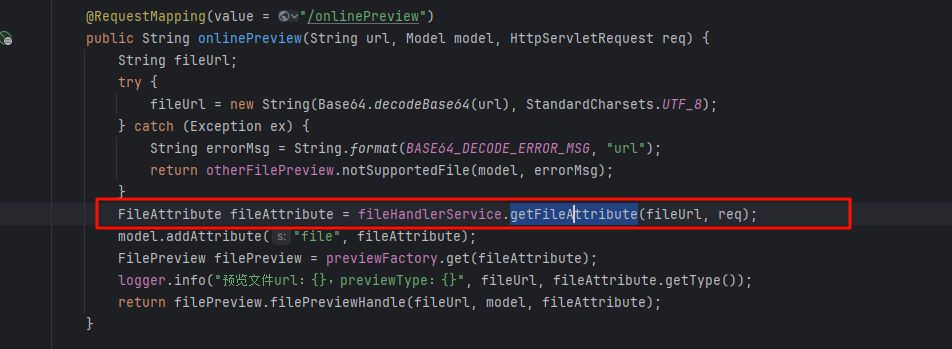 @RequestMapping(value = "/onlinePreview")
public String onlinePreview(String url, Model model, HttpServletRequest req) {
String fileUrl;
try {
fileUrl = new String(Base64.decodeBase64(url), StandardCharsets.UTF_8);
} catch (Exception ex) {
String errorMsg = String.format(BASE64_DECODE_ERROR_MSG, "url");
return otherFilePreview.notSupportedFile(model, errorMsg);
}
FileAttribute fileAttribute = fileHandlerService.getFileAttribute(fileUrl, req);
model.addAttribute( s: "file", fileAttribute);
FilePreview filePreview = previewFactory.get(fileAttribute);
logger.info("预览文件url：{}，previewType：{}", fileUrl, fileAttribute.getType());
return filePreview.filePreviewHandle(fileUrl, model, fileAttribute);
}